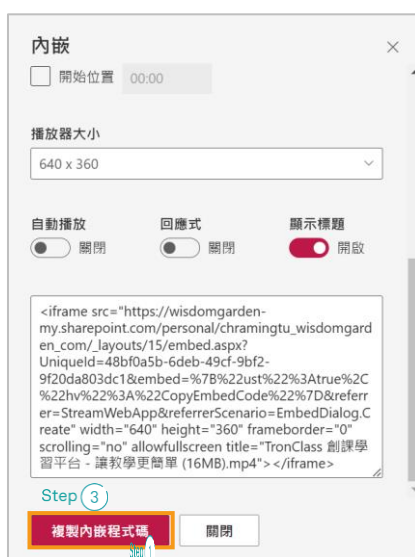 內嵌
開始位置 00:00
播放器大小
640 x 360
自動播放 回應式 顯示標題
關閉 關閉 開啟
<iframe src="https://wisdomgarden-
my.sharepoint.com/personal/chramingtu_wisdomgard
en_com/_layouts/15/embed.aspx?
UniqueId=48bf0a5b-6deb-49cf-9bf2-
9f20da803dc1&embed=%7B%22ust%22%3Atrue%2C
%22hv%22%3A%22CopyEmbedCode%22%7D&referr
er=StreamWebApp&referrerScenario=EmbedDialog.C
reate" width="640" height="360" frameborder="0"
scrolling="no" allowfullscreen title="TronClass 創課學
習平台 - 讓教學更簡單 (16MB).mp4"></iframe>
Step 3
複製內嵌程式碼 關閉
Step 1